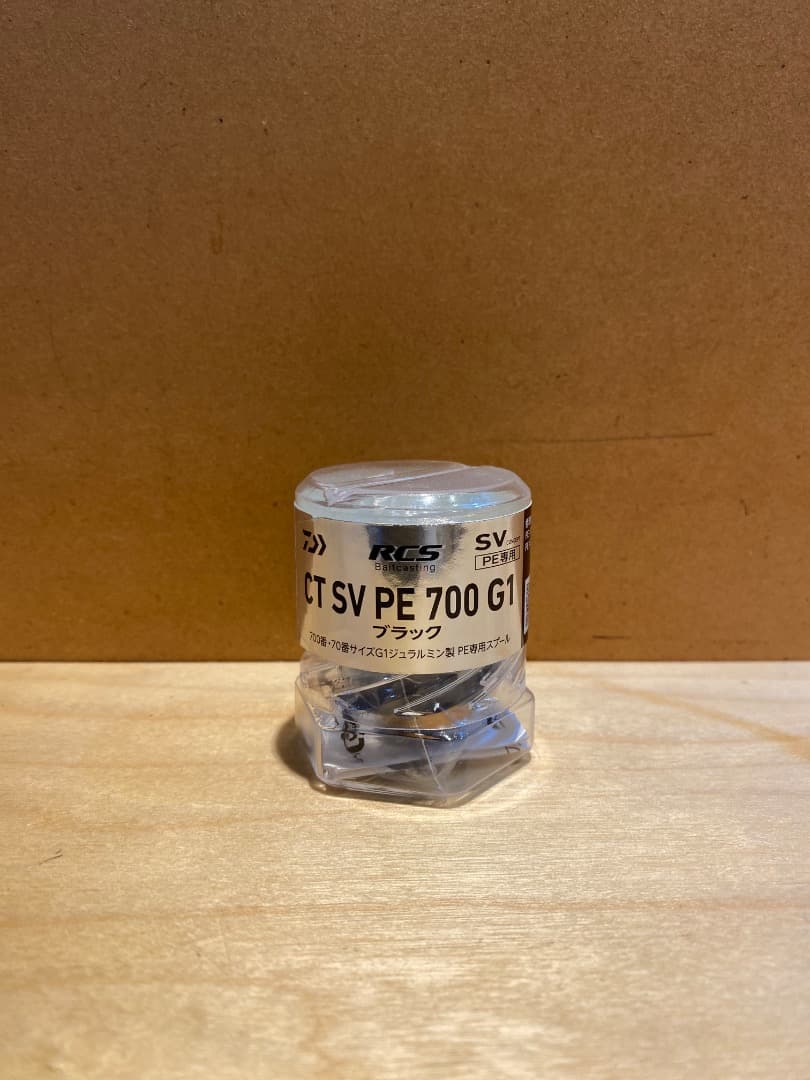 RCS
Baitcasting
SV
PE専用
CT SV PE 700 G1
ブラック
700番・70番サイズG1ジュラルミン製 PE専用スプール